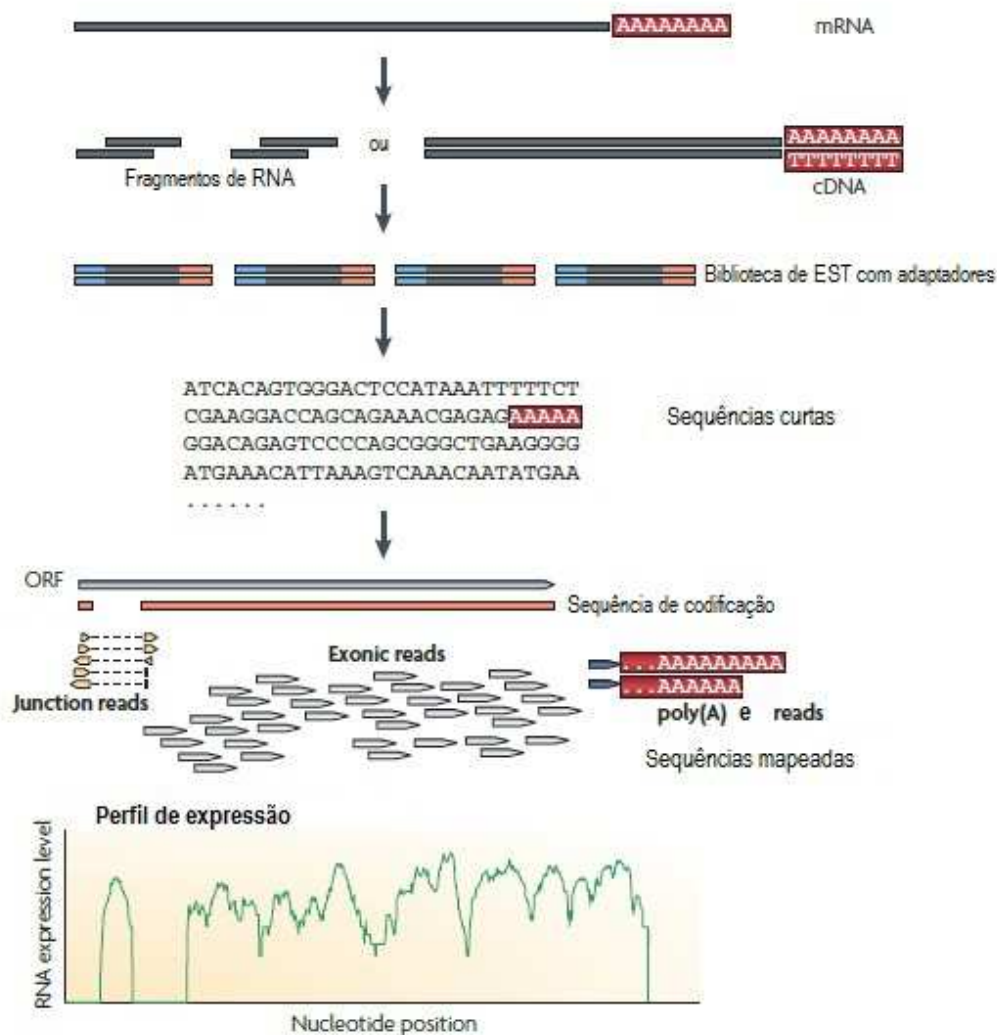 AAAAAAAA mRNA
ou
AAAAAAAA
TTTTTTTT
Fragmentos de RNA
cDNA
Biblioteca de EST com adaptadores
ATCACAGTGGGACTCCATAAATTTTTCT
CGAAGGACCAGCAGAAACGAGAGAAAAA
GGACAGAGTCCCCAGCGGGCTGAAGGGG
ATGAAACATTAAAGTCAAACAATATGAA
......
Sequências curtas
ORF
Sequência de codificação
Exonic reads
...AAAAAAAAA
...AAAAAA
Junction reads
poly(A) e reads
Sequências mapeadas
Perfil de expressão
RNA expression level
Nucleotide position